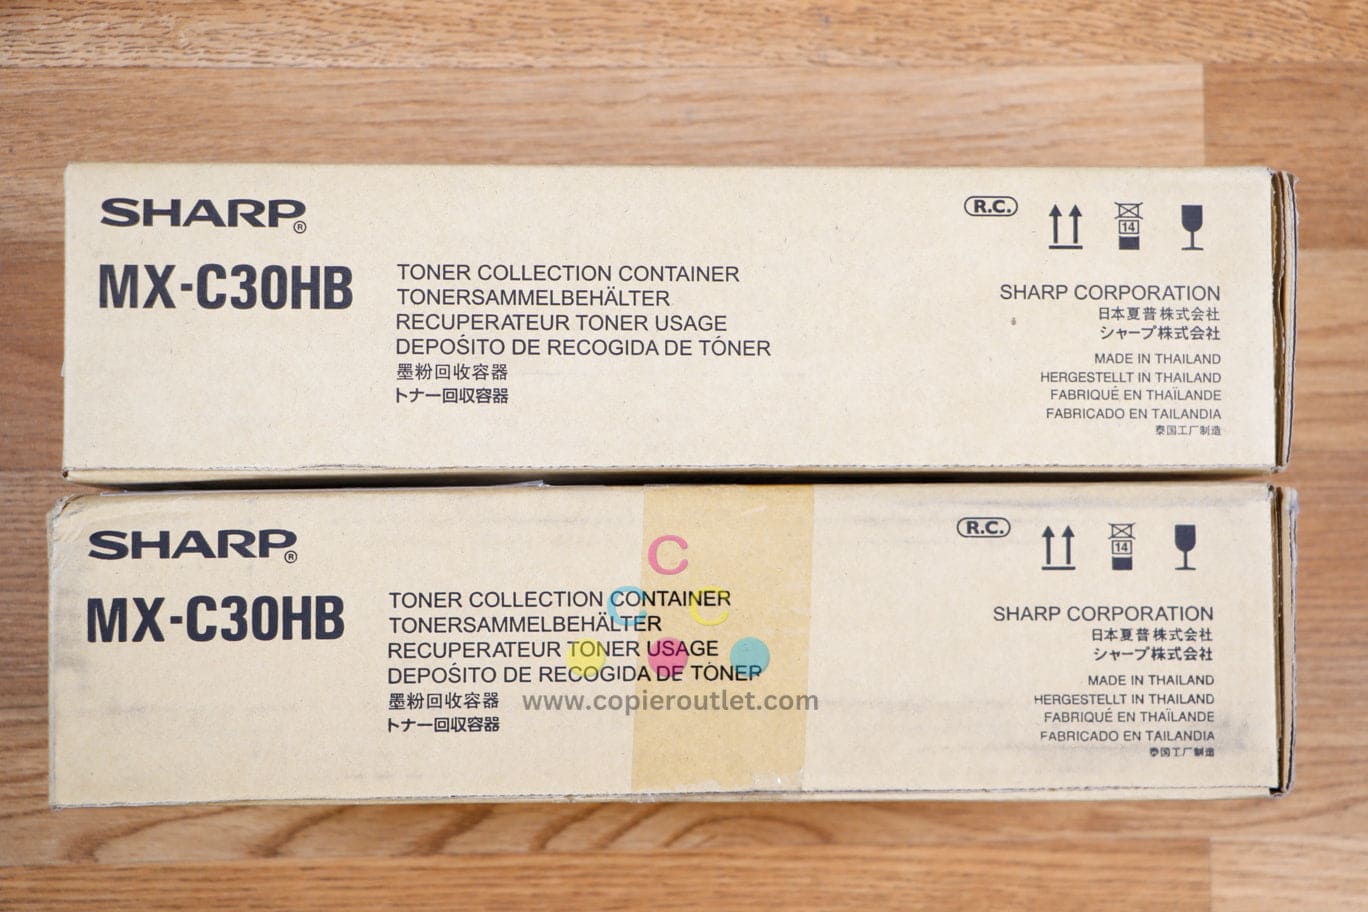 SHARP®
MX-C30HB
TONER COLLECTION CONTAINER
TONERSAMMELBEHÄLTER
RECUPERATEUR TONER USAGE
DEPOŚITO DE RECOGIDA DE TÓNER
墨粉回收容器
トナー回収容器
R.C.
14
SHARP CORPORATION
日本夏普株式会社
シャープ株式会社
MADE IN THAILAND
HERGESTELLT IN THAILAND
FABRIQUÉ EN THAÏLANDE
FABRICADO EN TAILANDIA
泰国工厂制造
SHARP®
MX-C30HB
TONER COLLECTION CONTAINER
TONERSAMMELBEHÄLTER
RECUPERATEUR TONER USAGE
DEPOŚITO DE RECOGIDA DE TÓNER
墨粉回收容器
トナー回収容器
C
C C
www.copieroutlet.com
R.C.
14
SHARP CORPORATION
日本夏普株式会社
シャープ株式会社
MADE IN THAILAND
HERGESTELLT IN THAILAND
FABRIQUÉ EN THAÏLANDE
FABRICADO EN TAILANDIA
泰国工厂制造